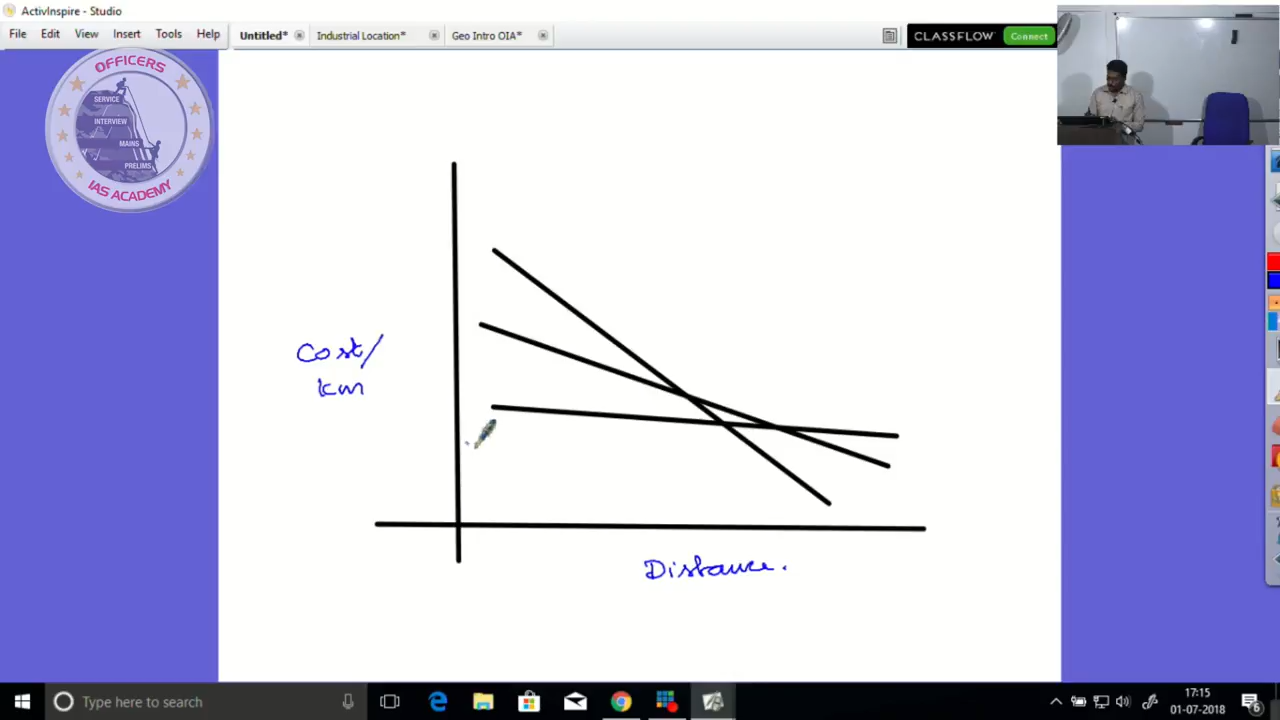 ActivInspire - Studio
File Edit View Insert Tools Help
Untitled* Industrial Location* Geo Intro OIA*
CLASSFLOW Connect
OFFICERS
SERVICE
INTERVIEW
MAINS
PRELIMS
IAS ACADEMY
Cost/
km
Distance.
Type here to search
17:15
01-07-2018
6